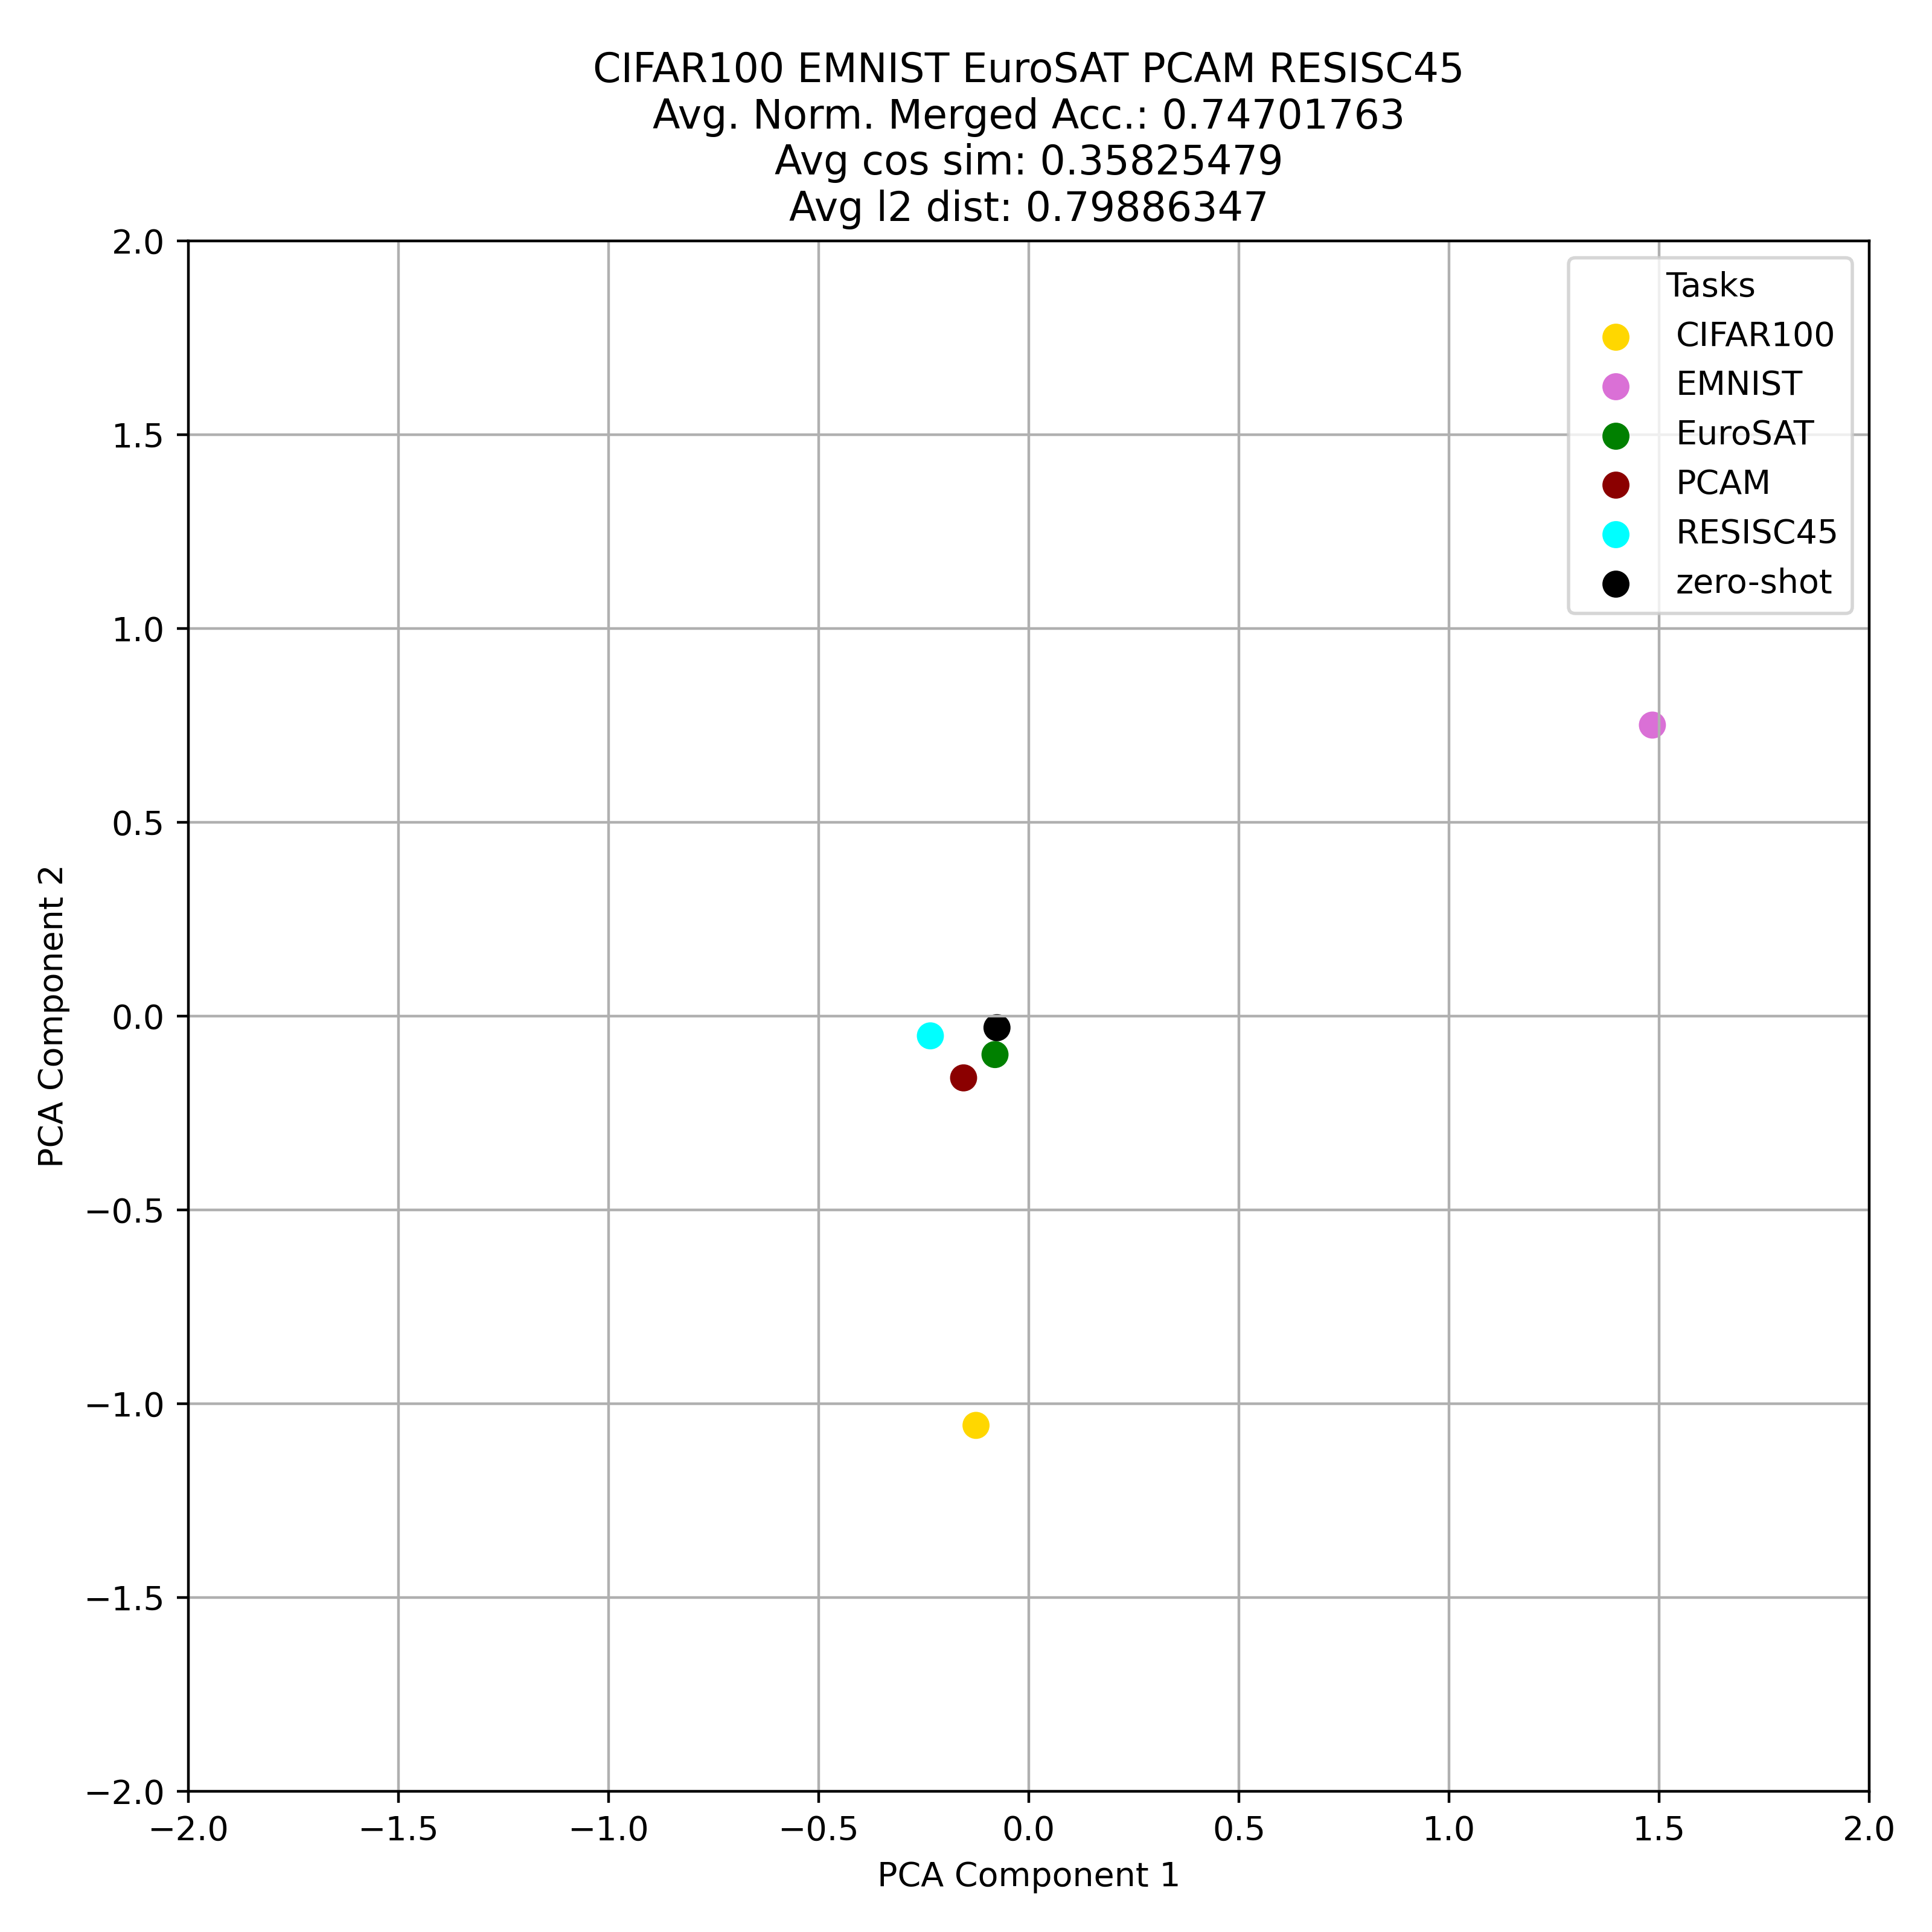 CIFAR100 EMNIST EuroSAT PCAM RESISC45
Avg. Norm. Merged Acc.: 0.74701763
Avg cos sim: 0.35825479
Avg l2 dist: 0.79886347
2.0
1.5
1.0
0.5
0.0
−0.5
−1.0
−1.5
−2.0
PCA Component 2
Tasks
CIFAR100
EMNIST
EuroSAT
PCAM
RESISC45
zero-shot
−2.0 −1.5 −1.0 −0.5 0.0 0.5 1.0 1.5 2.0
PCA Component 1